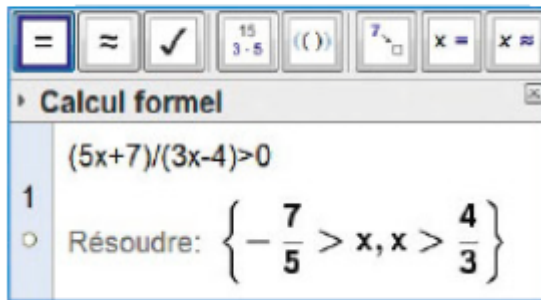 = ≈ ✓ 15 3·5 (( )) 7 x = x ≈
Calcul formel
(5x+7)/(3x-4)>0
1
Résoudre: {-7/5 > x, x > 4/3}